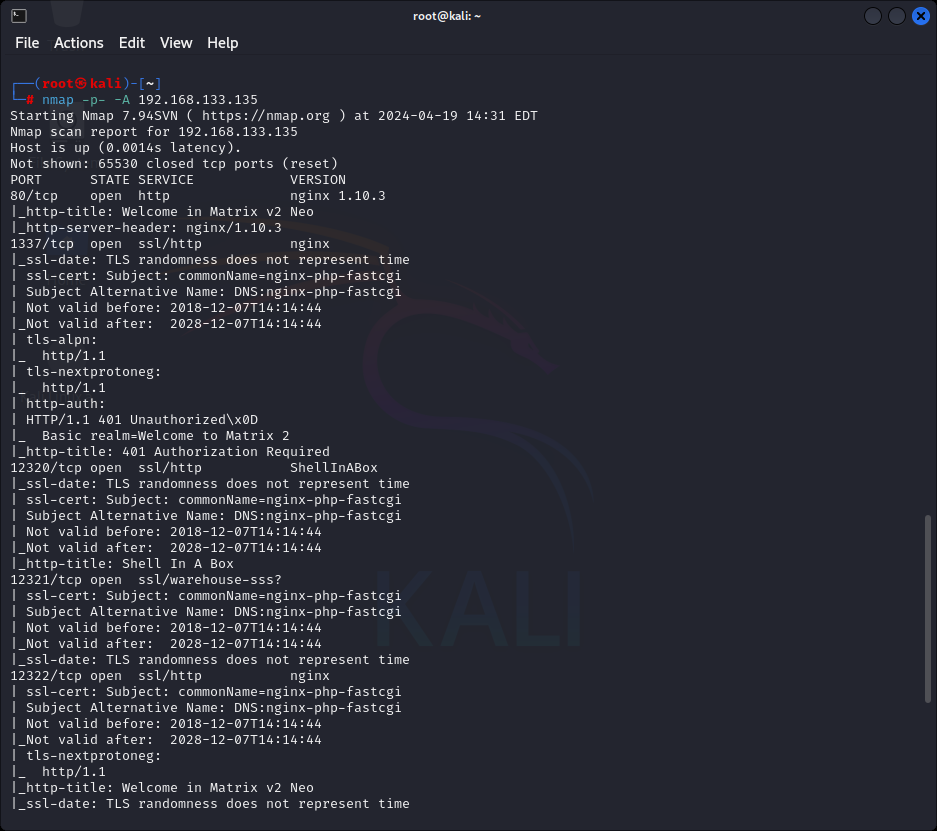 root@kali: ~
File Actions Edit View Help
┌──(root㉿kali)-[~]
└─# nmap -p- -A 192.168.133.135
Starting Nmap 7.94SVN ( https://nmap.org ) at 2024-04-19 14:31 EDT
Nmap scan report for 192.168.133.135
Host is up (0.0014s latency).
Not shown: 65530 closed tcp ports (reset)
PORT      STATE SERVICE            VERSION
80/tcp    open  http               nginx 1.10.3
|_http-title: Welcome in Matrix v2 Neo
|_http-server-header: nginx/1.10.3
1337/tcp  open  ssl/http           nginx
|_ssl-date: TLS randomness does not represent time
| ssl-cert: Subject: commonName=nginx-php-fastcgi
| Subject Alternative Name: DNS:nginx-php-fastcgi
| Not valid before: 2018-12-07T14:14:44
|_Not valid after:  2028-12-07T14:14:44
| tls-alpn:
|_  http/1.1
| tls-nextprotoneg:
|_  http/1.1
| http-auth:
| HTTP/1.1 401 Unauthorized\x0D
|_  Basic realm=Welcome to Matrix 2
|_http-title: 401 Authorization Required
12320/tcp open  ssl/http           ShellInABox
|_ssl-date: TLS randomness does not represent time
| ssl-cert: Subject: commonName=nginx-php-fastcgi
| Subject Alternative Name: DNS:nginx-php-fastcgi
| Not valid before: 2018-12-07T14:14:44
|_Not valid after:  2028-12-07T14:14:44
|_http-title: Shell In A Box
12321/tcp open  ssl/warehouse-sss?
| ssl-cert: Subject: commonName=nginx-php-fastcgi
| Subject Alternative Name: DNS:nginx-php-fastcgi
| Not valid before: 2018-12-07T14:14:44
|_Not valid after:  2028-12-07T14:14:44
|_ssl-date: TLS randomness does not represent time
12322/tcp open  ssl/http           nginx
| ssl-cert: Subject: commonName=nginx-php-fastcgi
| Subject Alternative Name: DNS:nginx-php-fastcgi
| Not valid before: 2018-12-07T14:14:44
|_Not valid after:  2028-12-07T14:14:44
| tls-nextprotoneg:
|_  http/1.1
|_http-title: Welcome in Matrix v2 Neo
|_ssl-date: TLS randomness does not represent time
KALI